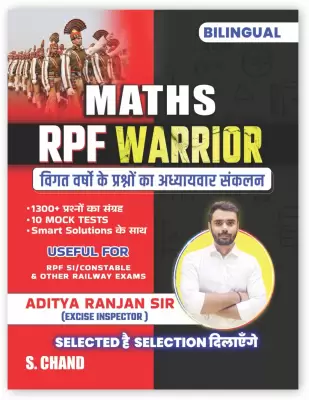 BILINGUAL
MATHS
RPF WARRIOR
विगत वर्षो के प्रश्नों का अध्यायवार संकलन
• 1300+ प्रश्नों का संग्रह
• 10 MOCK TESTS
• Smart Solutions के साथ
USEFUL FOR
RPF SI/CONSTABLE
& OTHER RAILWAY EXAMS
ADITYA RANJAN SIR
(EXCISE INSPECTOR )
SELECTED है SELECTION दिलाएँगे
S. CHAND